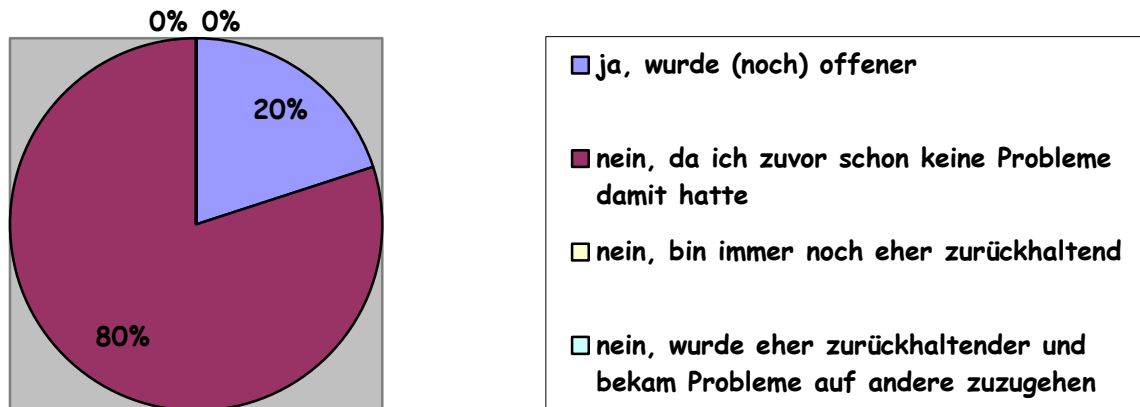 0% 0%
20%
80%
ja, wurde (noch) offener
nein, da ich zuvor schon keine Probleme
damit hatte
nein, bin immer noch eher zurückhaltend
nein, wurde eher zurückhaltender und
bekam Probleme auf andere zuzugehen